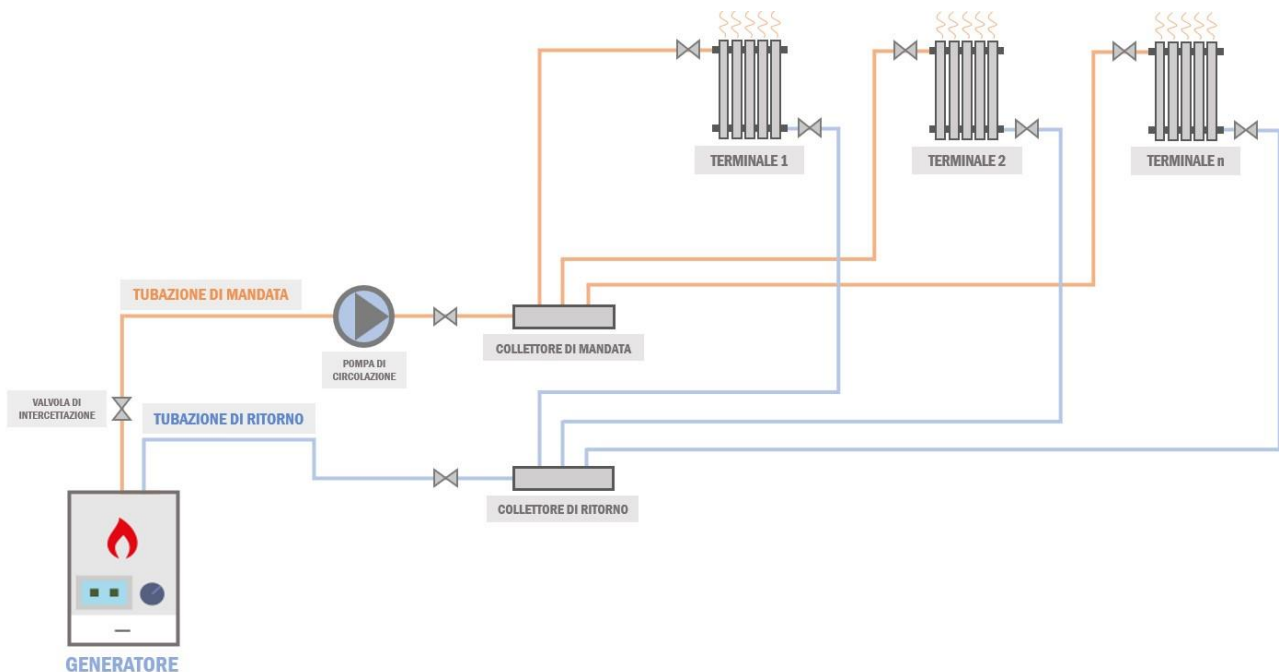 TERMINALE 1
TERMINALE 2
TERMINALE n
TUBAZIONE DI MANDATA
COLLETTORE DI MANDATA
POMPA DI
CIRCOLAZIONE
VALVOLA DI
INTERCETTAZIONE
TUBAZIONE DI RITORNO
COLLETTORE DI RITORNO
GENERATORE